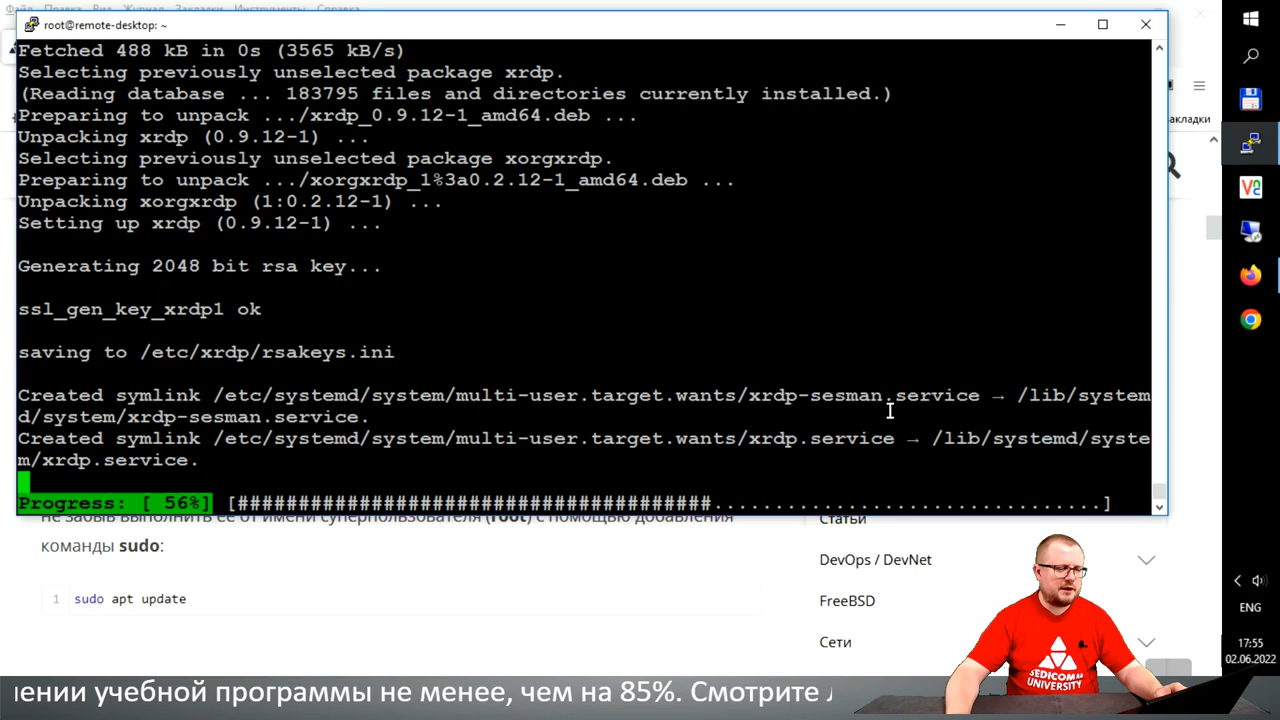 Файл Правка Вид Журнал Закладки Инструменты Справка
root@remote-desktop: ~
Fetched 488 kB in 0s (3565 kB/s)
Selecting previously unselected package xrdp.
(Reading database ... 183795 files and directories currently installed.)
Preparing to unpack .../xrdp_0.9.12-1_amd64.deb ...
Unpacking xrdp (0.9.12-1) ...
Selecting previously unselected package xorgxrdp.
Preparing to unpack .../xorgxrdp_1%3a0.2.12-1_amd64.deb ...
Unpacking xorgxrdp (1:0.2.12-1) ...
Setting up xrdp (0.9.12-1) ...
Generating 2048 bit rsa key...
ssl_gen_key_xrdp1 ok
saving to /etc/xrdp/rsakeys.ini
Created symlink /etc/systemd/system/multi-user.target.wants/xrdp-sesman.service → /lib/system
d/system/xrdp-sesman.service.
Created symlink /etc/systemd/system/multi-user.target.wants/xrdp.service → /lib/systemd/syste
m/xrdp.service.
Progress: [ 56%] [#######################################................................]
не забыв выполнить ее от имени суперпользователя (root) с помощью добавления
команды sudo:
1 sudo apt update
акладки
Статьи
DevOps / DevNet
FreeBSD
Сети
VNC
ENG
17:55
02.06.2022
SEDICOMM
UNIVERSITY
нении учебной программы не менее, чем на 85%. Смотрите